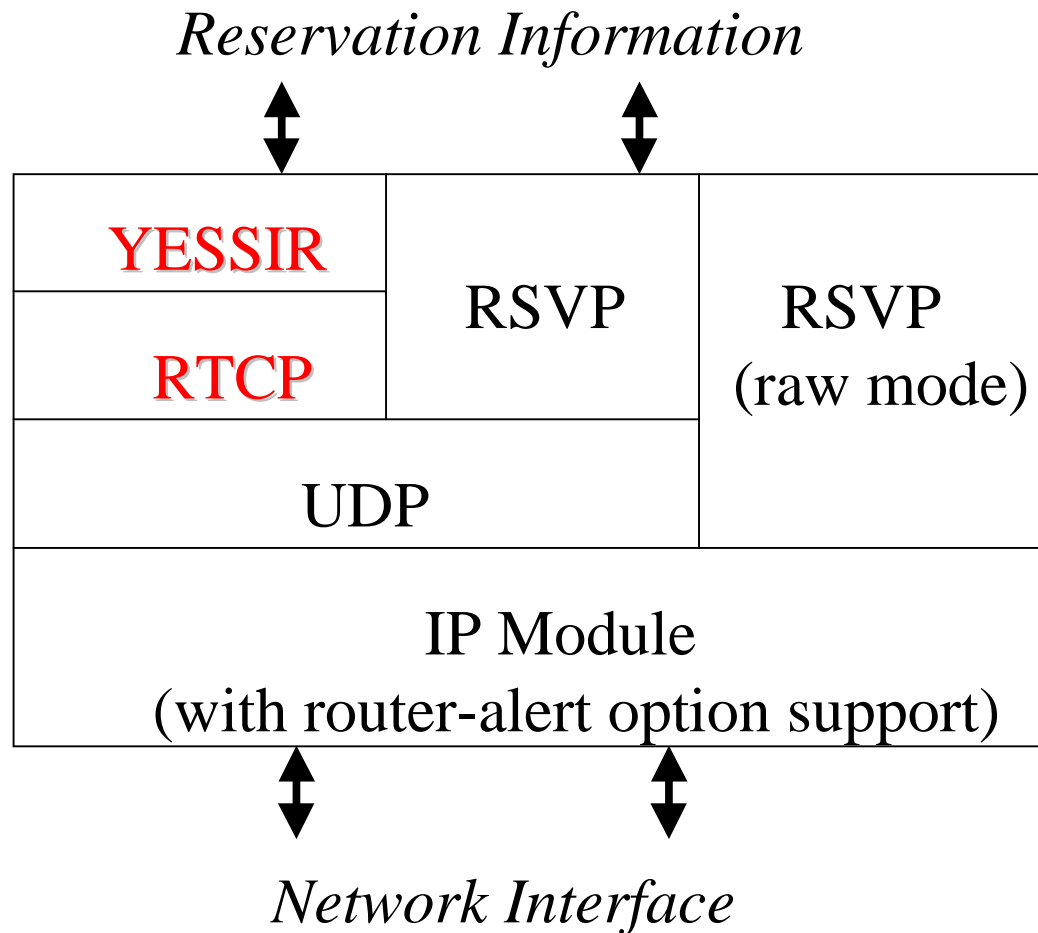 Reservation Information
YESSIR
RTCP
RSVP
RSVP
(raw mode)
UDP
IP Module
(with router-alert option support)
Network Interface